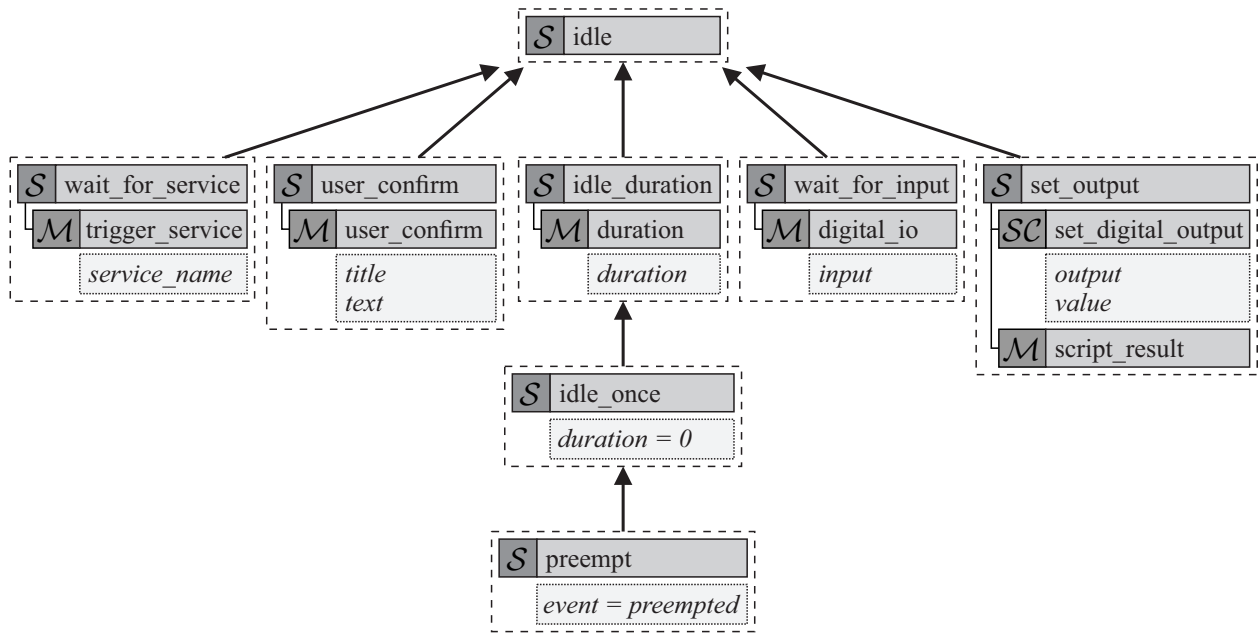 S idle
S wait_for_service
M trigger_service
service_name
S user_confirm
M user_confirm
title
text
S idle_duration
M duration
duration
S wait_for_input
M digital_io
input
S set_output
SC set_digital_output
output
value
M script_result
S idle_once
duration = 0
S preempt
event = preempted